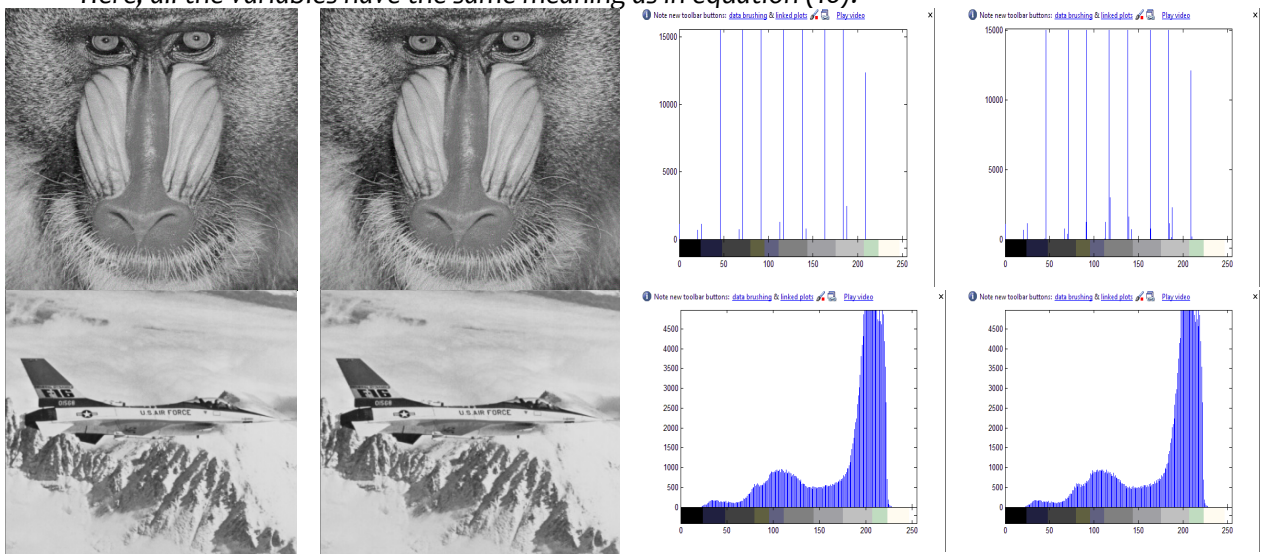 Here, all the variables have the same meaning as in equation (46).
Note new toolbar buttons: data brushing & linked plots Play video x
15000
10000
5000
0
0 50 100 150 200 250
Note new toolbar buttons: data brushing & linked plots Play video x
15000
10000
5000
0
0 50 100 150 200 250
F16
01568
U.S. AIR FORCE
F16
01568
U.S. AIR FORCE
Note new toolbar buttons: data brushing & linked plots Play video x
4500
4000
3500
3000
2500
2000
1500
1000
500
0
0 50 100 150 200 250
Note new toolbar buttons: data brushing & linked plots Play video x
4500
4000
3500
3000
2500
2000
1500
1000
500
0
0 50 100 150 200 250